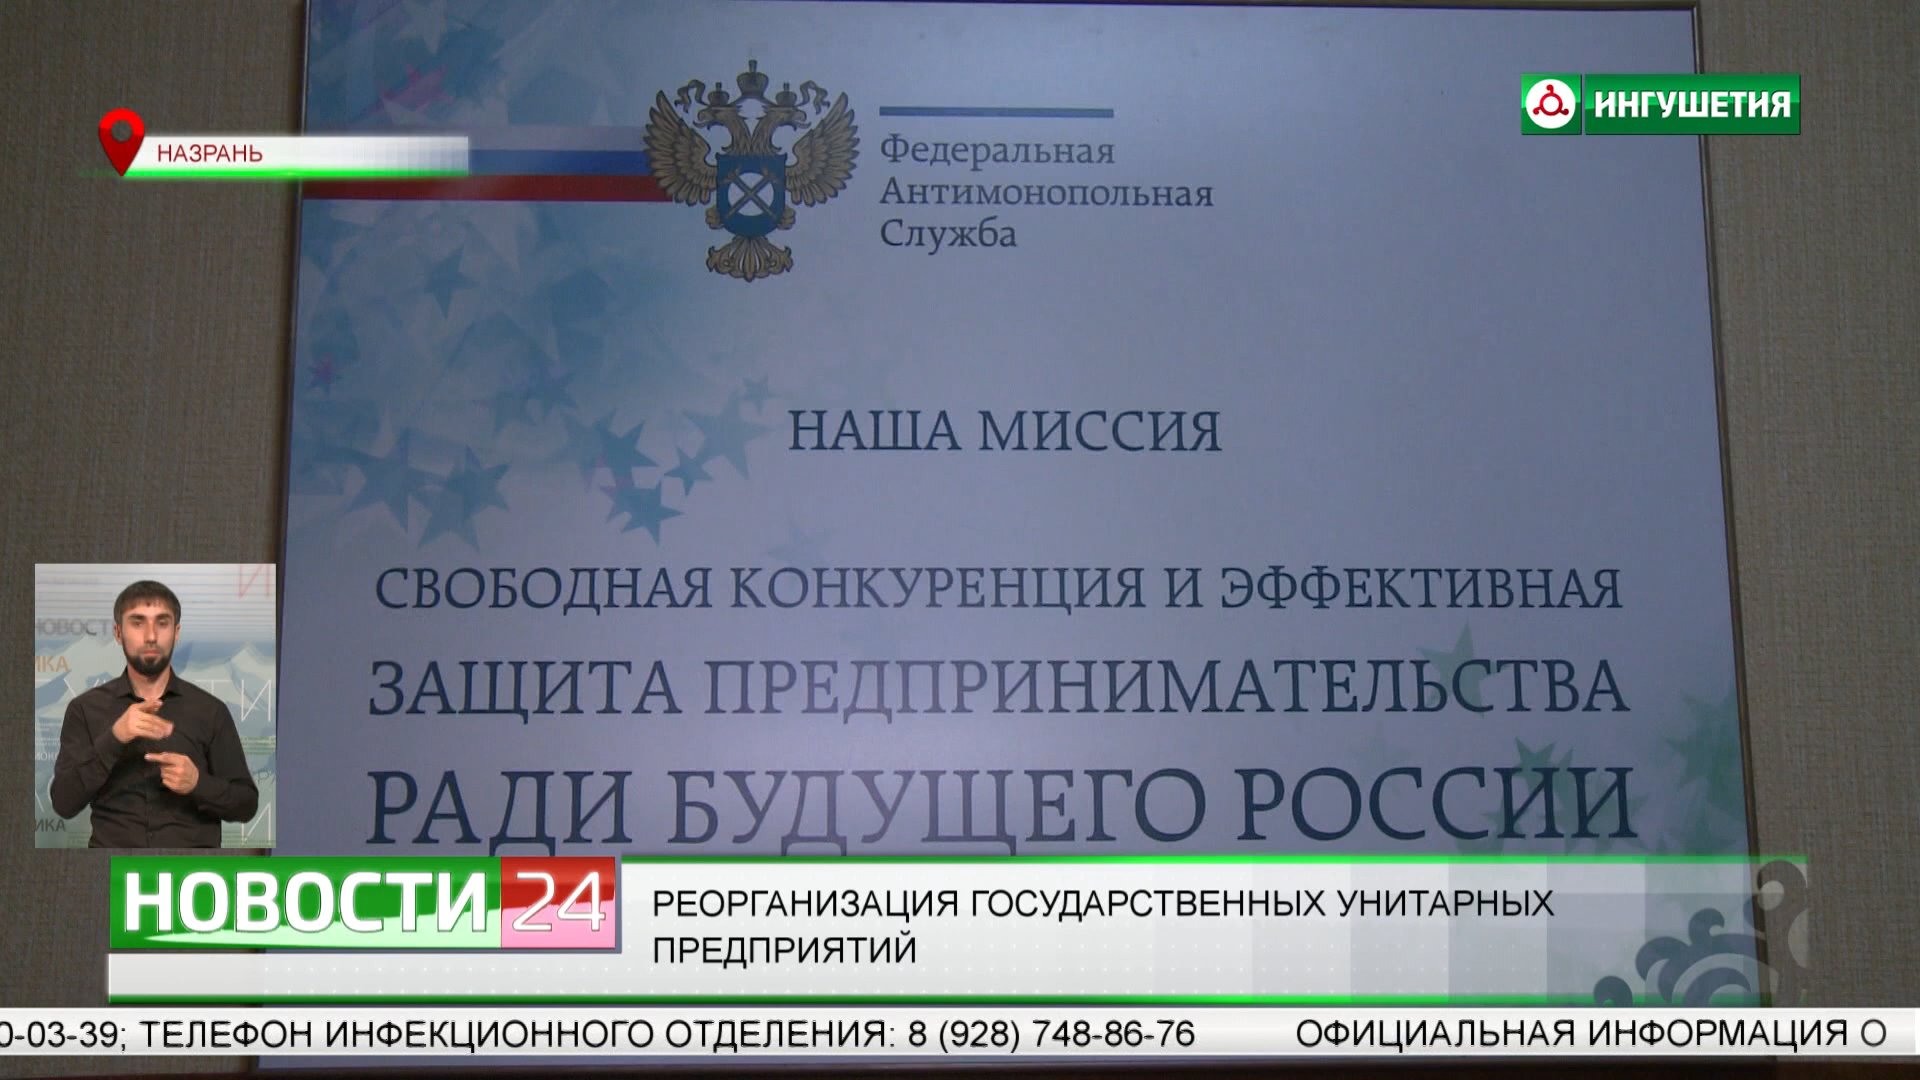 ИНГУШЕТИЯ
НАЗРАНЬ
Федеральная
Антимонопольная
Служба
НАША МИССИЯ
СВОБОДНАЯ КОНКУРЕНЦИЯ И ЭФФЕКТИВНАЯ
ЗАЩИТА ПРЕДПРИНИМАТЕЛЬСТВА
РАДИ БУДУЩЕГО РОССИИ
НОВОСТИ 24
РЕОРГАНИЗАЦИЯ ГОСУДАРСТВЕННЫХ УНИТАРНЫХ
ПРЕДПРИЯТИЙ
0-03-39; ТЕЛЕФОН ИНФЕКЦИОННОГО ОТДЕЛЕНИЯ: 8 (928) 748-86-76 ОФИЦИАЛЬНАЯ ИНФОРМАЦИЯ О